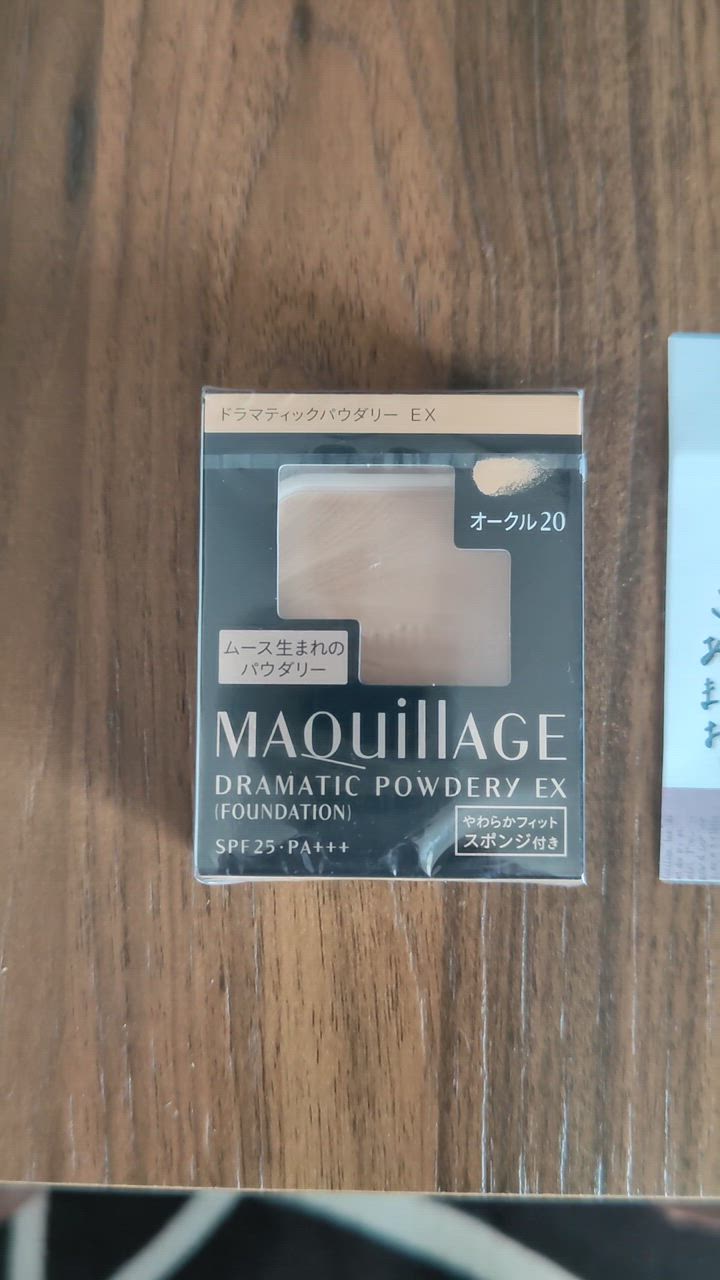 ドラマティックパウダリー EX
オークル20
ムース生まれの
パウダリー
MAQuillAGE
DRAMATIC POWDERY EX
(FOUNDATION)
SPF25・PA+++
やわらかフィット
スポンジ付き